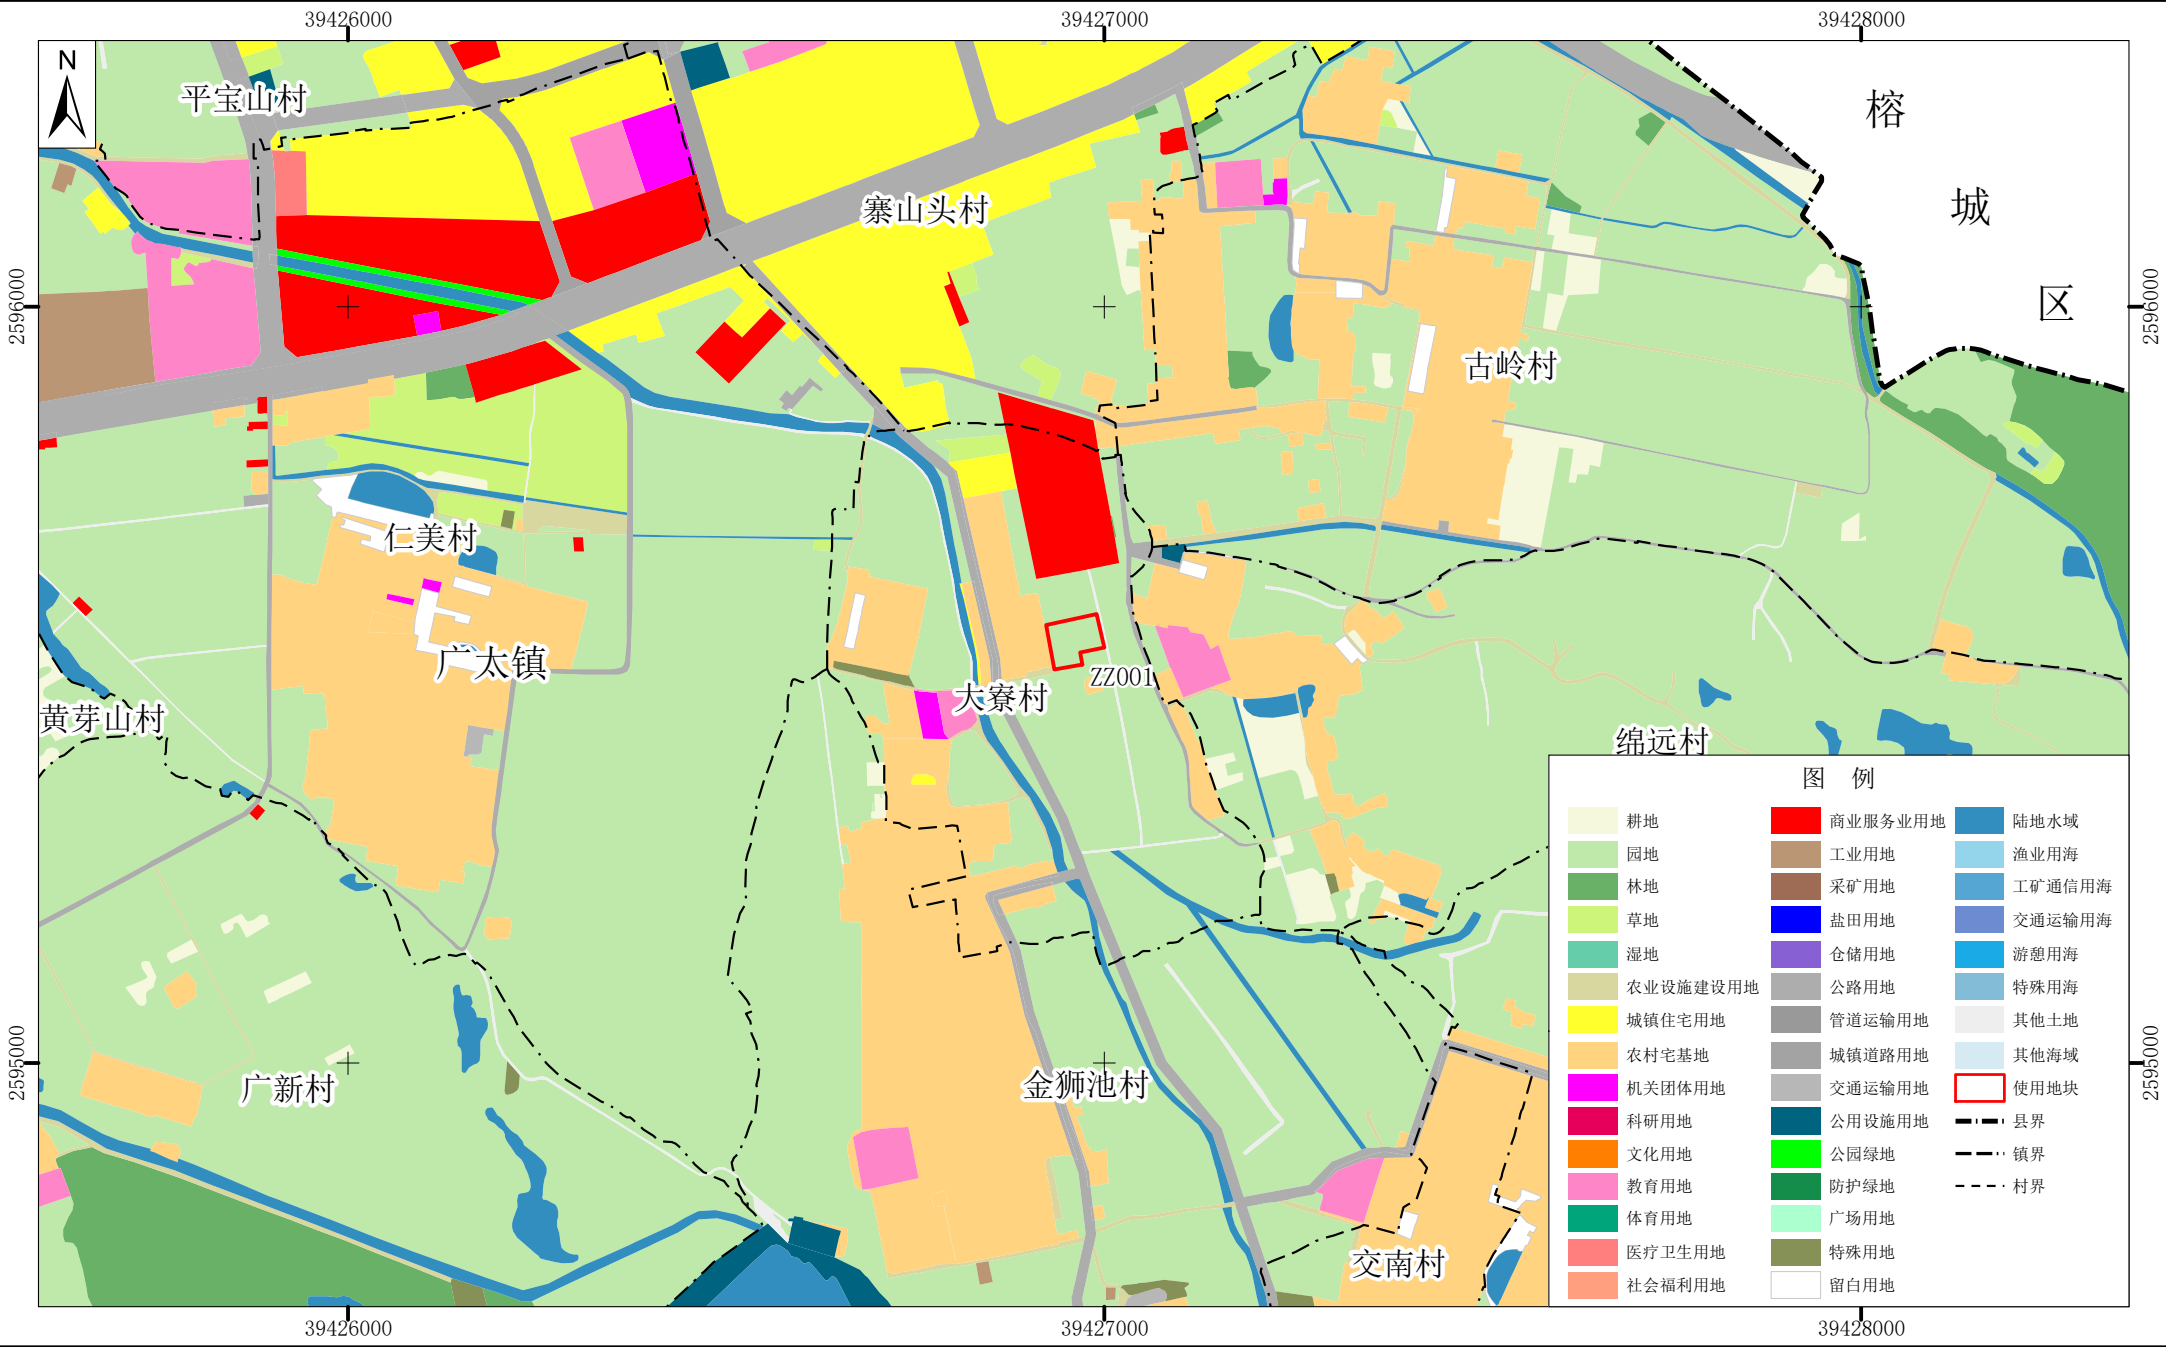 39426000
39427000
39428000
N
平宝山村
榕
城
区
寨山头村
2596000
2596000
古岭村
仁美村
广太镇
ZZ001
大寮村
黄芽山村
绵远村
广新村
金狮池村
交南村
2595000
2595000
图 例
耕地
园地
林地
草地
湿地
农业设施建设用地
城镇住宅用地
农村宅基地
机关团体用地
科研用地
文化用地
教育用地
体育用地
医疗卫生用地
社会福利用地
商业服务业用地
工业用地
采矿用地
盐田用地
仓储用地
公路用地
管道运输用地
城镇道路用地
交通运输用地
公用设施用地
公园绿地
防护绿地
广场用地
特殊用地
留白用地
陆地水域
渔业用海
工矿通信用海
交通运输用海
游憩用海
特殊用海
其他土地
其他海域
使用地块
县界
镇界
村界
39426000
39427000
39428000